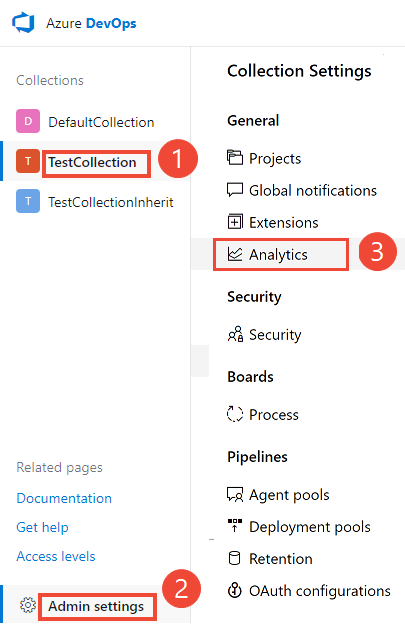 Azure DevOps
Collections
D DefaultCollection
T TestCollection 1
T TestCollectionInherit
Related pages
Documentation
Get help
Access levels
Admin settings 2
Collection Settings
General
Projects
Global notifications
Extensions
Analytics 3
Security
Security
Boards
Process
Pipelines
Agent pools
Deployment pools
Retention
OAuth configurations